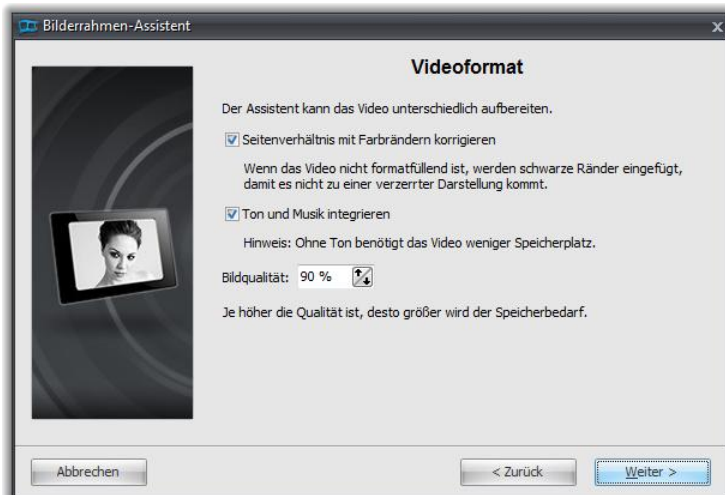 Bilderrahmen-Assistent
x
Videoformat
Der Assistent kann das Video unterschiedlich aufbereiten.
Seitenverhältnis mit Farbrändern korrigieren
Wenn das Video nicht formatfüllend ist, werden schwarze Ränder eingefügt,
damit es nicht zu einer verzerrter Darstellung kommt.
Ton und Musik integrieren
Hinweis: Ohne Ton benötigt das Video weniger Speicherplatz.
Bildqualität: 90 %
Je höher die Qualität ist, desto größer wird der Speicherbedarf.
Abbrechen
< Zurück
Weiter >